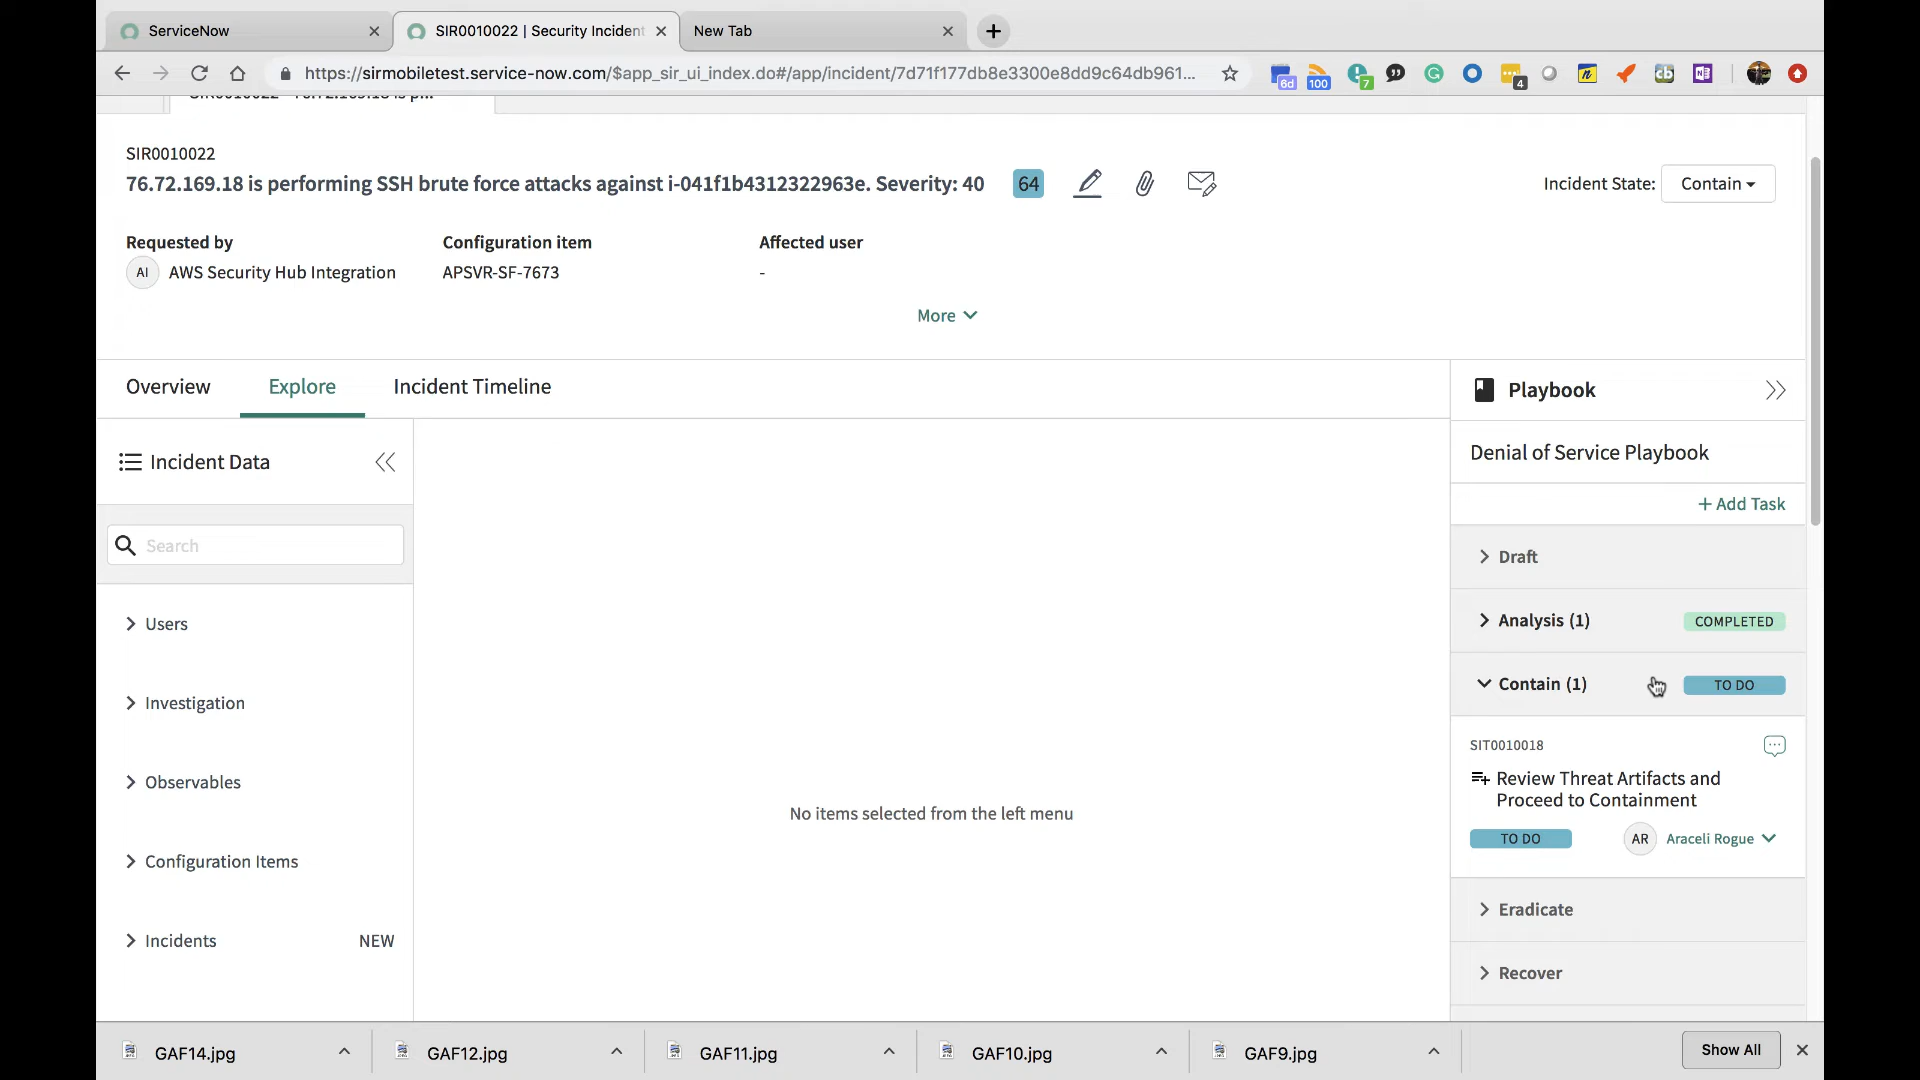 ServiceNow
SIR0010022 | Security Inciden
New Tab
https://sirmobiletest.service-now.com/$app_sir_ui_index.do#/app/incident/7d71f177db8e3300e8dd9c64db961...
6d
100
7
4
SIR0010022
76.72.169.18 is performing SSH brute force attacks against i-041f1b4312322963e. Severity: 40
64
Incident State:
Contain
Requested by
Configuration item
Affected user
AI
AWS Security Hub Integration
APSVR-SF-7673
-
More
Overview
Explore
Incident Timeline
Playbook
Incident Data
Denial of Service Playbook
+ Add Task
Search
Draft
Users
Analysis (1)
COMPLETED
Investigation
Contain (1)
TO DO
SIT0010018
Observables
Review Threat Artifacts and
Proceed to Containment
No items selected from the left menu
TO DO
AR
Araceli Rogue
Configuration Items
Eradicate
Incidents
NEW
Recover
GAF14.jpg
GAF12.jpg
GAF11.jpg
GAF10.jpg
GAF9.jpg
Show All